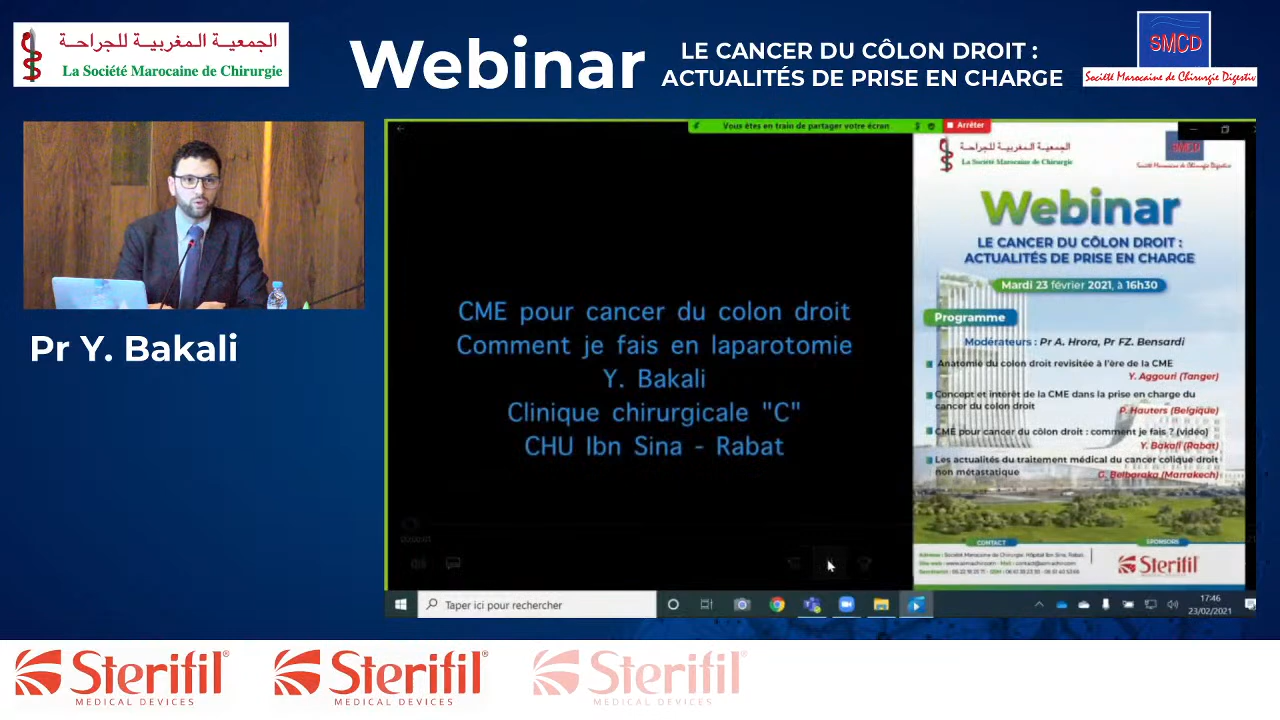 الجمعية المغربية للجراحة
La Société Marocaine de Chirurgie
Webinar
LE CANCER DU CÔLON DROIT :
ACTUALITÉS DE PRISE EN CHARGE
SMCD
Société Marocaine de Chirurgie Digestiv
Pr Y. Bakali
Vous êtes en train de partager votre écran
Arrêter
CME pour cancer du colon droit
Comment je fais en laparotomie
Y. Bakali
Clinique chirurgicale "C"
CHU Ibn Sina - Rabat
الجمعية المغربية للجراحة
La Société Marocaine de Chirurgie
SMCD
Webinar
LE CANCER DU CÔLON DROIT :
ACTUALITÉS DE PRISE EN CHARGE
Mardi 23 février 2021, à 16h30
Programme
Modérateurs : Pr A. Hrora, Pr FZ. Bensardi
Anatomie du colon droit revisitée à l'ère de la CME
Y. Aggouri (Tanger)
Concept et intérêt de la CME dans la prise en charge du
cancer du colon droit
P. Hauters (Belgique)
CME pour cancer du côlon droit : comment je fais ? (vidéo)
Y. Bakali (Rabat)
Les actualités du traitement médical du cancer colique droit
non métastatique
G. Belbaraka (Marrakech)
CONTACT
SPONSORS
Sterifil
Taper ici pour rechercher
17:46
23/02/2021
Sterifil
MEDICAL DEVICES
Sterifil
MEDICAL DEVICES
Sterifil
MEDICAL DEVICES